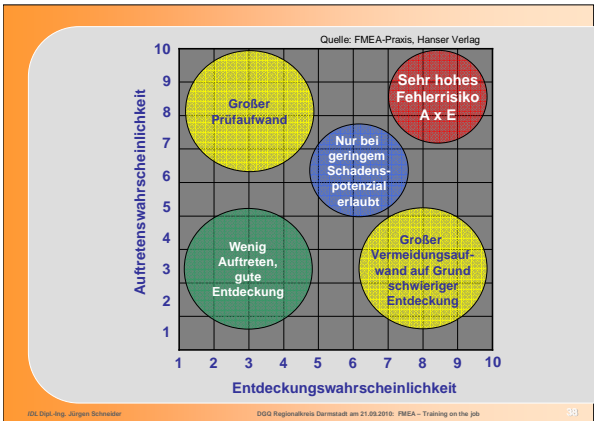 Quelle: FMEA-Praxis, Hanser Verlag
10
9
8
7
6
5
4
3
2
1
Auftretenswahrscheinlichkeit
Großer
Prüfaufwand
Sehr hohes
Fehlerrisiko
A x E
Nur bei
geringem
Schadens-
potenzial
erlaubt
Wenig
Auftreten,
gute
Entdeckung
Großer
Vermeidungsauf-
wand auf Grund
schwieriger
Entdeckung
1 2 3 4 5 6 7 8 9 10
Entdeckungswahrscheinlichkeit
IDL Dipl.-Ing. Jürgen Schneider
DGQ Regionalkreis Darmstadt am 21.09.2010: FMEA – Training on the job
38